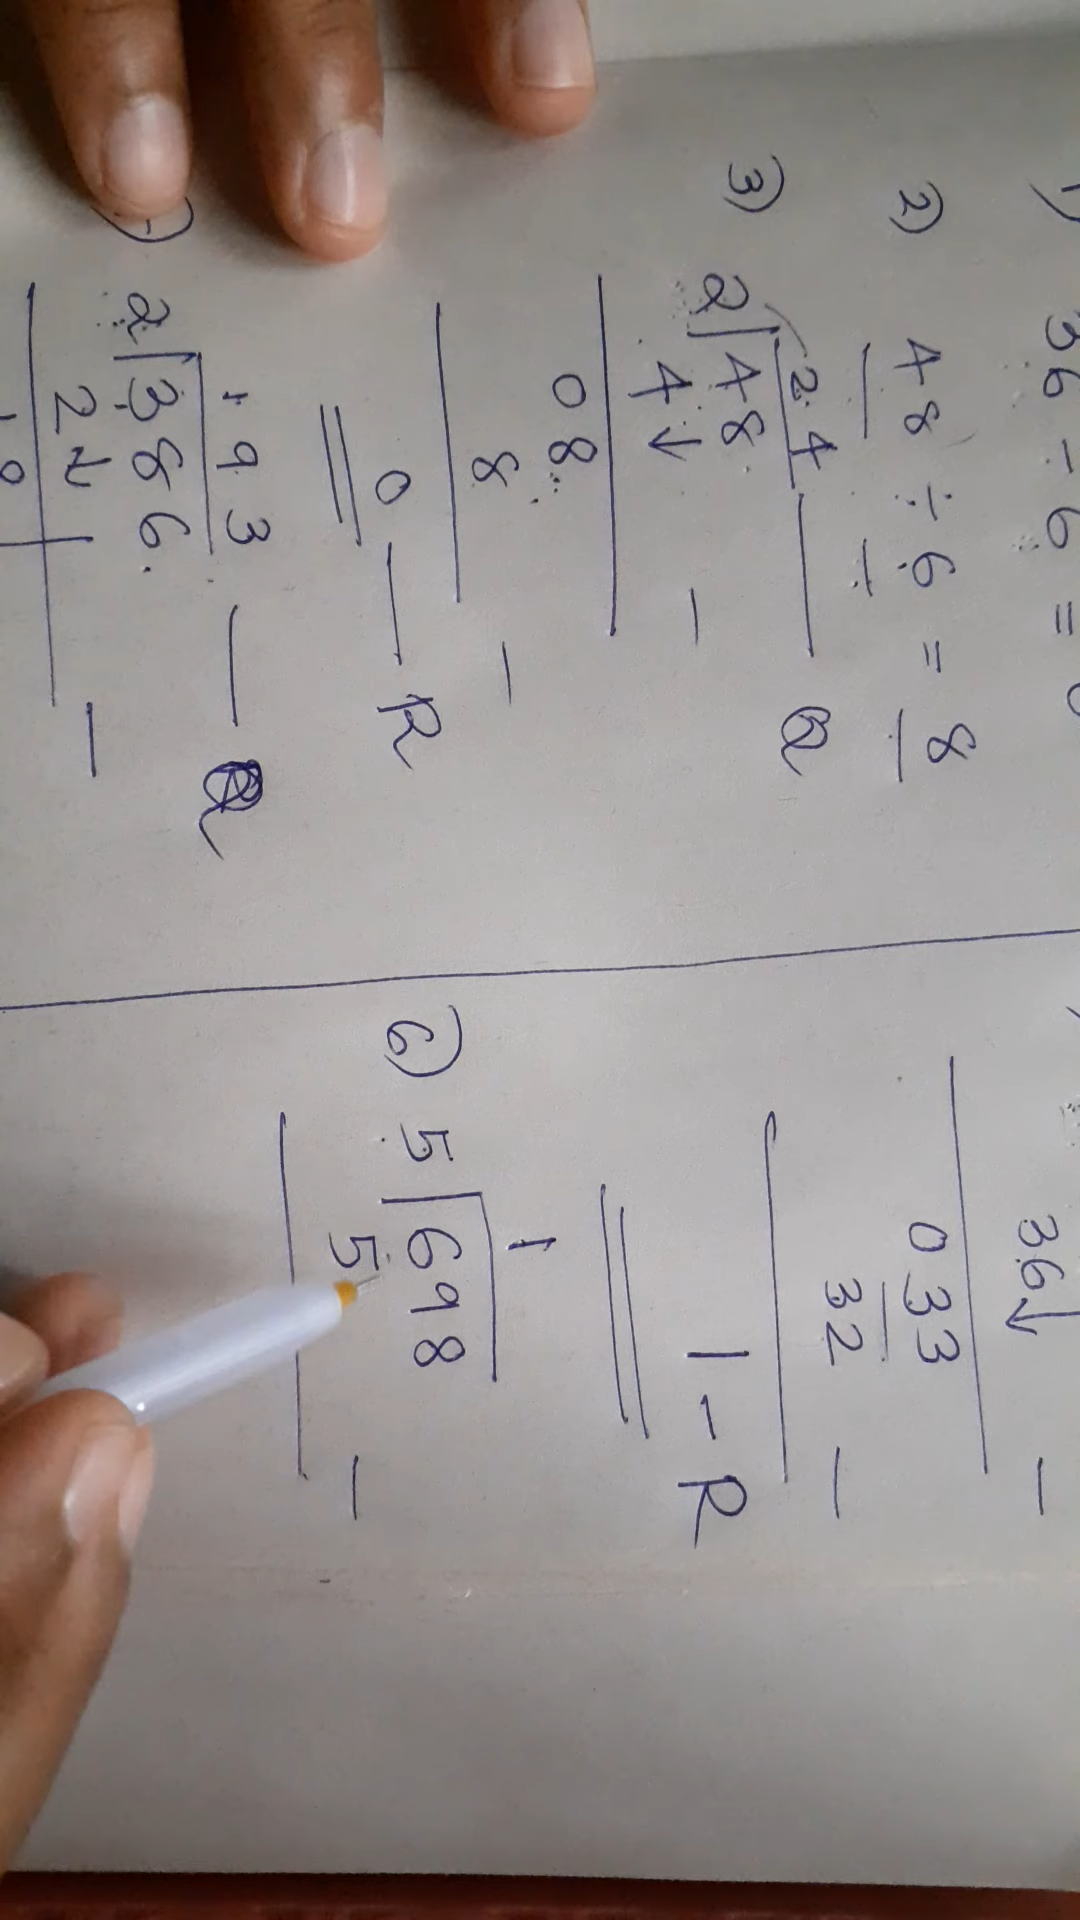 1) 36 - 6 =
2) 48 ÷ 6 = 8
24 — Q
3) 2 48
4↓ -
08
8 -
0 — R
193 — Q
2 386
2↓ -
36↓ -
033
32 -
1 - R
1
6) 5 698
5 -